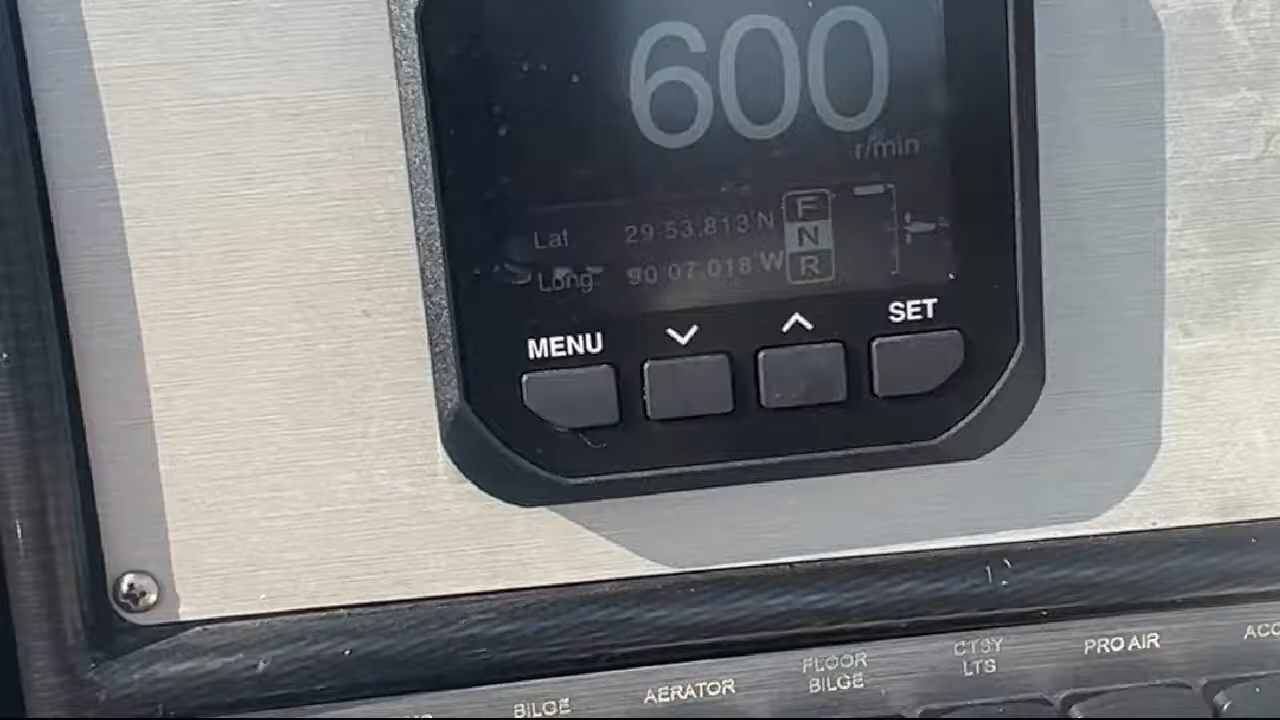 600
r/min
Lat 29°53.813'N
Long 90°07.018'W
F
N
R
MENU
SET
BILGE
AERATOR
FLOOR
BILGE
CTSY
LTS
PRO AIR